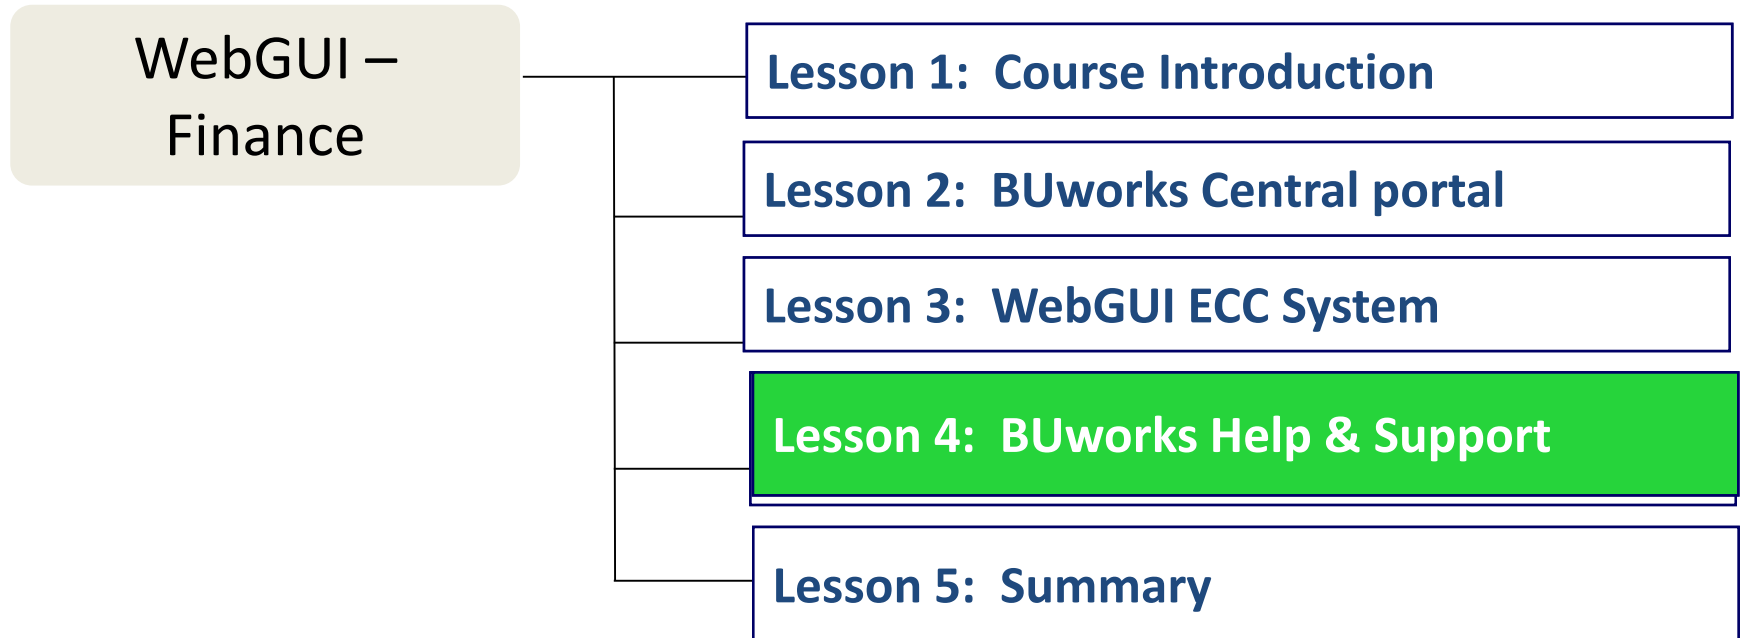 WebGUI –
Finance
Lesson 1:  Course Introduction
Lesson 2:  BUworks Central portal
Lesson 3:  WebGUI ECC System
Lesson 4:  BUworks Help & Support
Lesson 5:  Summary